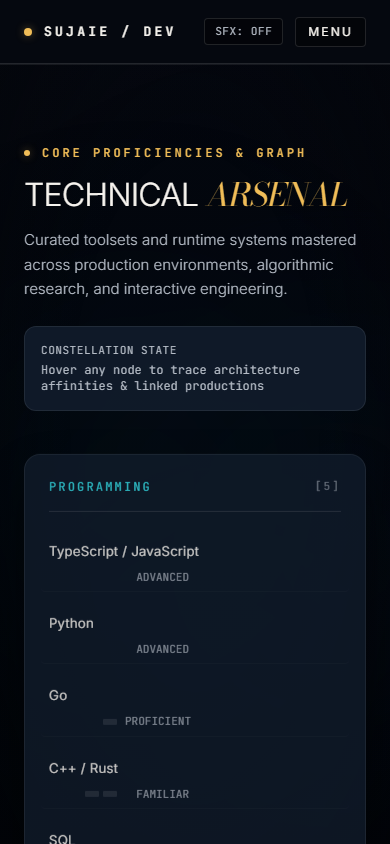 SUJAIE / DEV
SFX: OFF
MENU
CORE PROFICIENCIES & GRAPH
TECHNICAL ARSENAL
Curated toolsets and runtime systems mastered
across production environments, algorithmic
research, and interactive engineering.
CONSTELLATION STATE
Hover any node to trace architecture
affinities & linked productions
PROGRAMMING
[5]
TypeScript / JavaScript
ADVANCED
Python
ADVANCED
Go
PROFICIENT
C++ / Rust
FAMILIAR
SQL